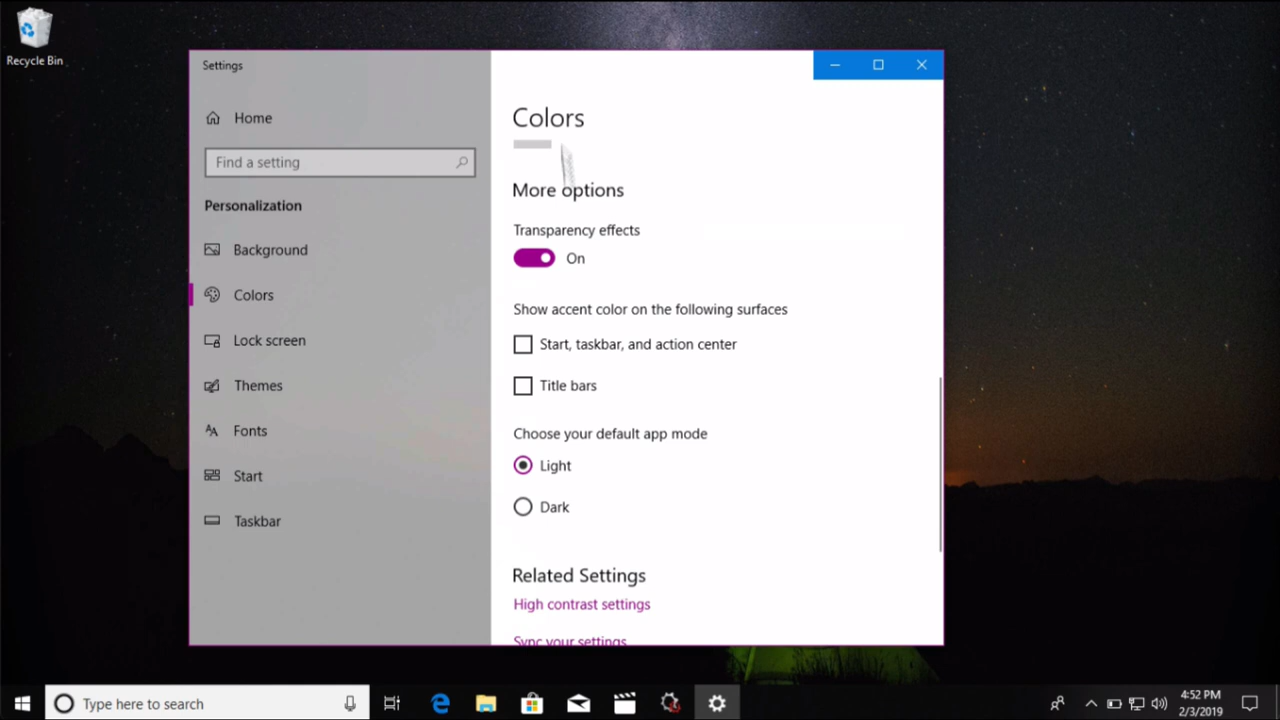 Recycle Bin
Settings
Home
Find a setting
Personalization
Background
Colors
Lock screen
Themes
Fonts
Start
Taskbar
Colors
More options
Transparency effects
On
Show accent color on the following surfaces
Start, taskbar, and action center
Title bars
Choose your default app mode
Light
Dark
Related Settings
High contrast settings
Sync your settings
Type here to search
4:52 PM
2/3/2019